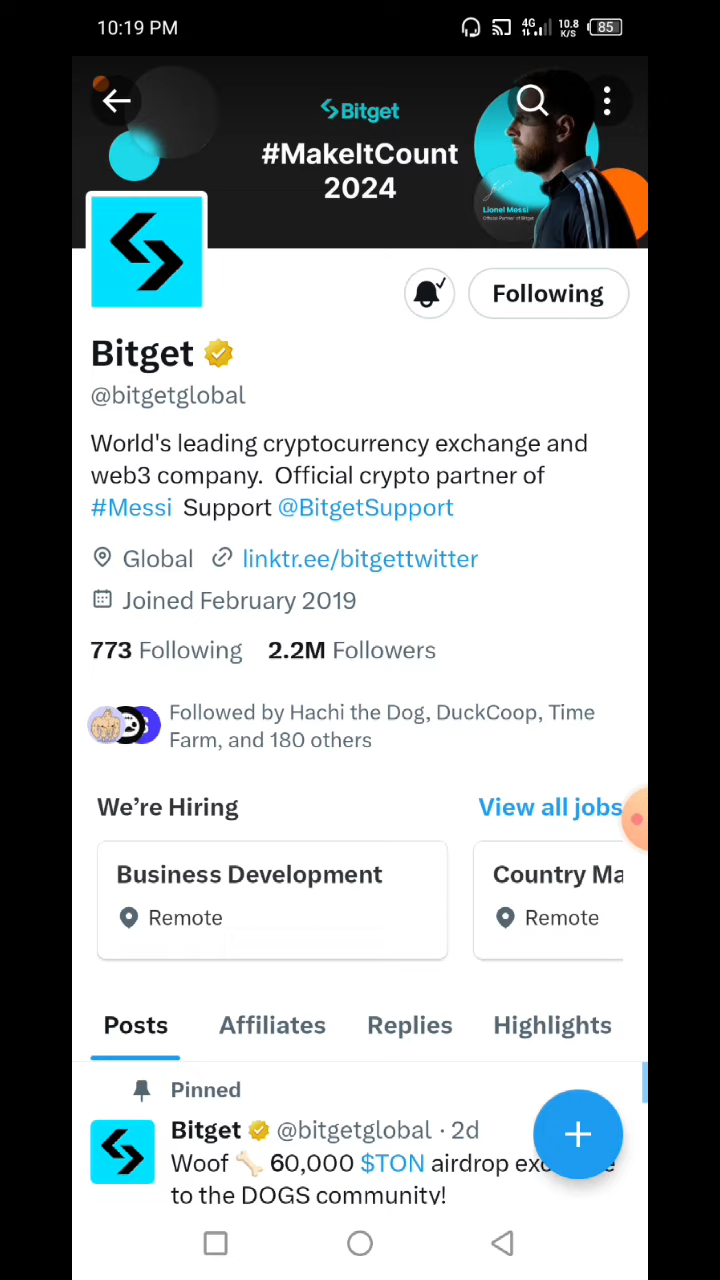 10:19 PM
4G
10.8
K/S
85
Bitget
#MakeItCount
2024
Lionel Messi
Official Partner of Bitget
Following
Bitget
@bitgetglobal
World's leading cryptocurrency exchange and
web3 company.  Official crypto partner of
#Messi  Support @BitgetSupport
Global linktr.ee/bitgettwitter
Joined February 2019
773 Following 2.2M Followers
Followed by Hachi the Dog, DuckCoop, Time
Farm, and 180 others
We’re Hiring
View all jobs
Business Development
Remote
Country Ma
Remote
Posts Affiliates Replies Highlights
Pinned
Bitget @bitgetglobal · 2d
Woof 🦴 60,000 $TON airdrop
to the DOGS community!